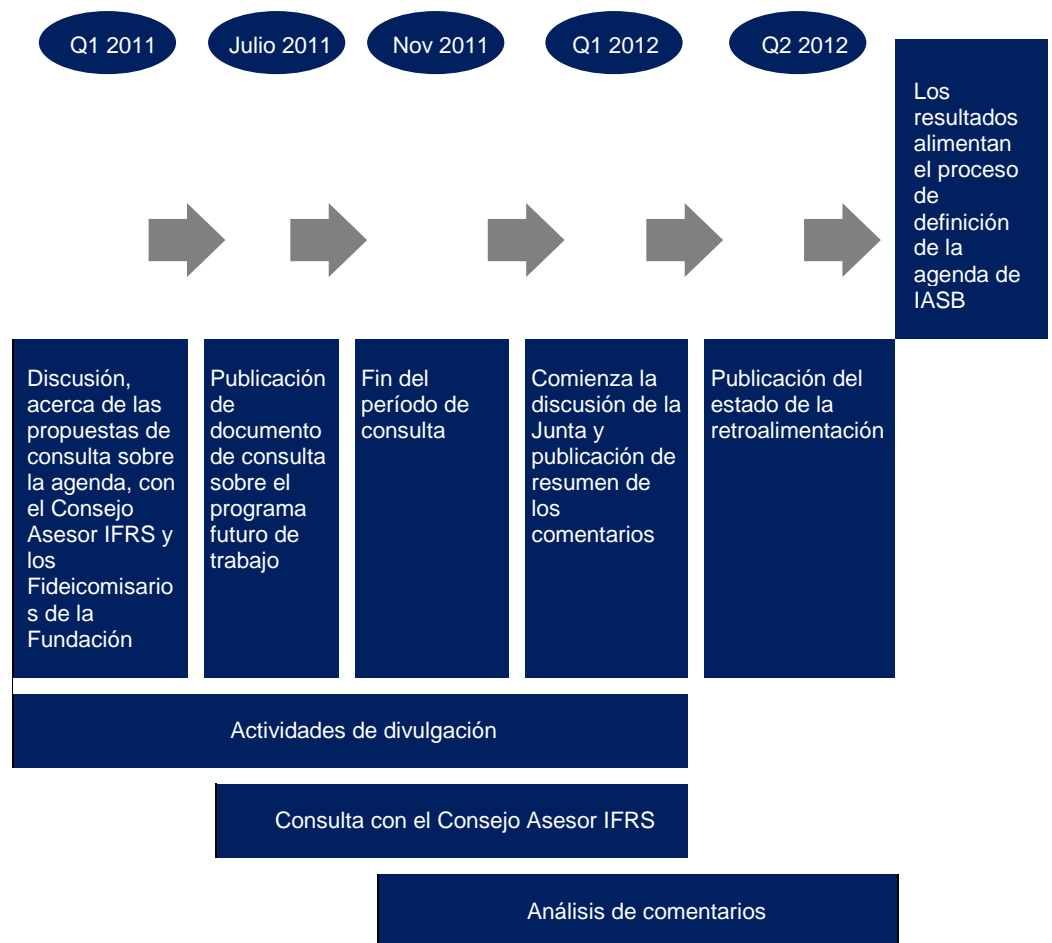 Q1 2011
Julio 2011
Nov 2011
Q1 2012
Q2 2012
Los
resultados
alimentan
el proceso
de
definición
de la
agenda de
IASB
Discusión,
acerca de las
propuestas de
consulta sobre
la agenda, con
el Consejo
Asesor IFRS y
los
Fideicomisario
s de la
Fundación
Publicación
de
documento
de consulta
sobre el
programa
futuro de
trabajo
Fin del
período de
consulta
Comienza la
discusión de la
Junta y
publicación de
resumen de
los
comentarios
Publicación del
estado de la
retroalimentación
Actividades de divulgación
Consulta con el Consejo Asesor IFRS
Análisis de comentarios